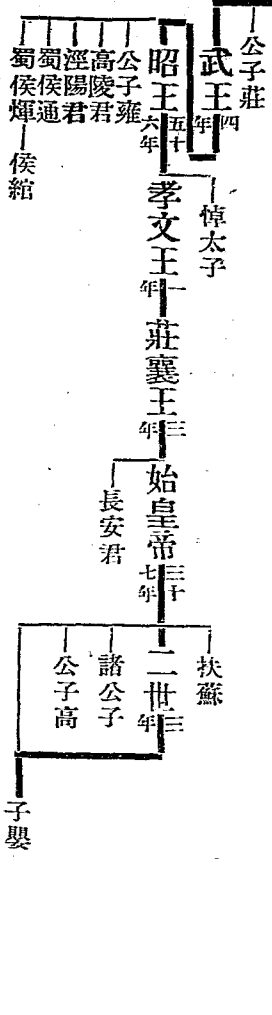 公子莊
武王 四年
昭王 五十六年
公子雍
高陵君
涇陽君
蜀侯通
蜀侯煇
侯綰
悼太子
孝文王 一年
莊襄王 三年
始皇帝 三十七年
長安君
扶蘇
二世 三年
諸公子
公子高
子嬰